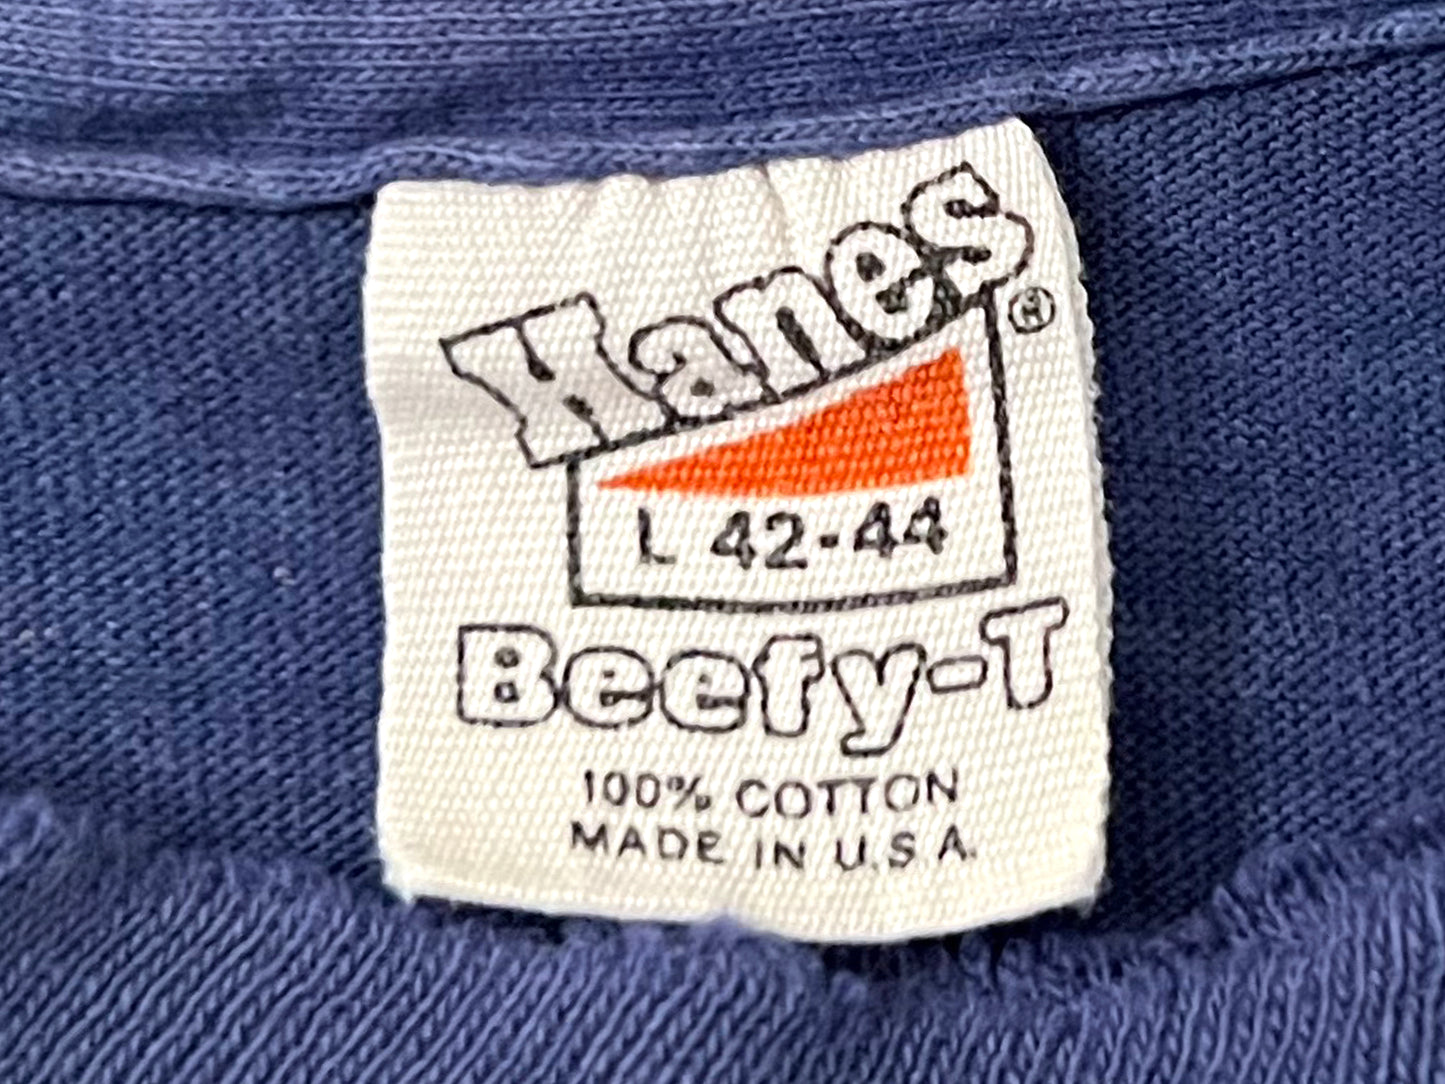 Hanes®
L 42-44
Beefy-T
100% COTTON
MADE IN U.S.A.